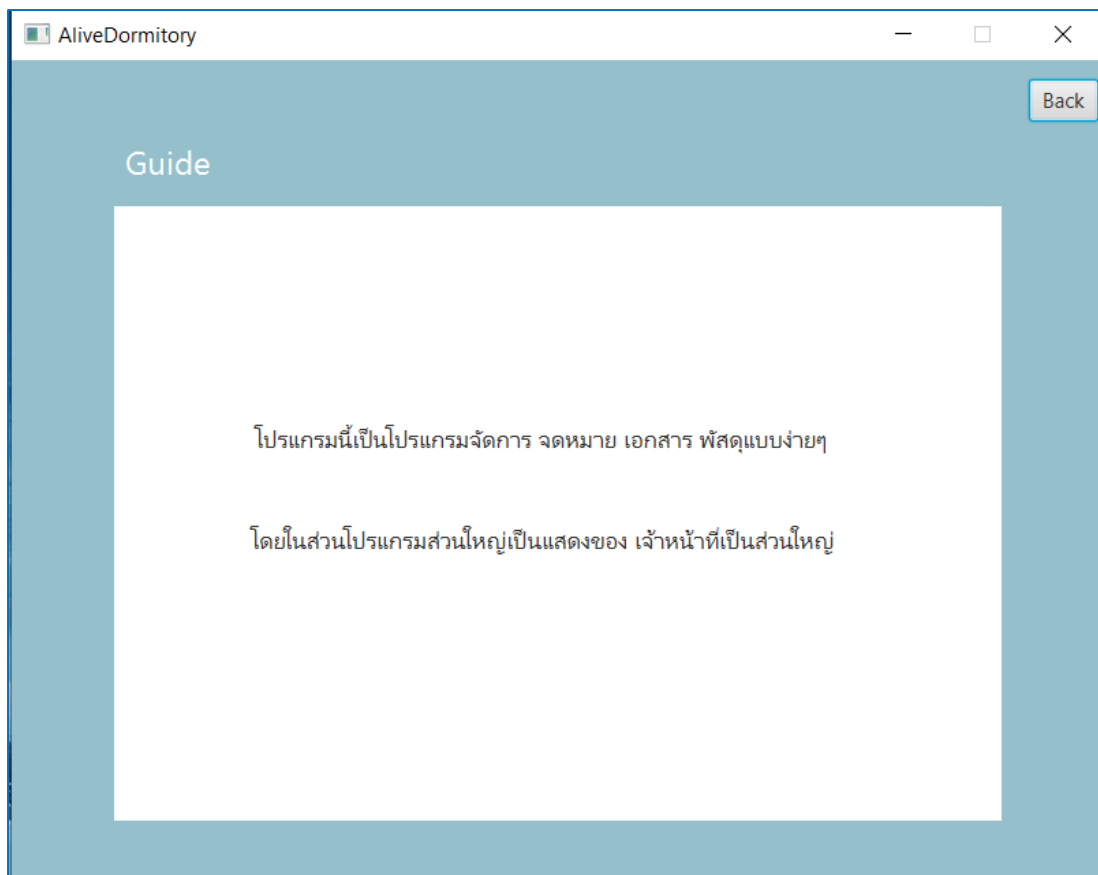 AliveDormitory
Back
Guide
โปรแกรมนี้เป็นโปรแกรมจัดการ จดหมาย เอกสาร พัสดุแบบง่ายๆ
โดยในส่วนโปรแกรมส่วนใหญ่เป็นแสดงของ เจ้าหน้าที่เป็นส่วนใหญ่